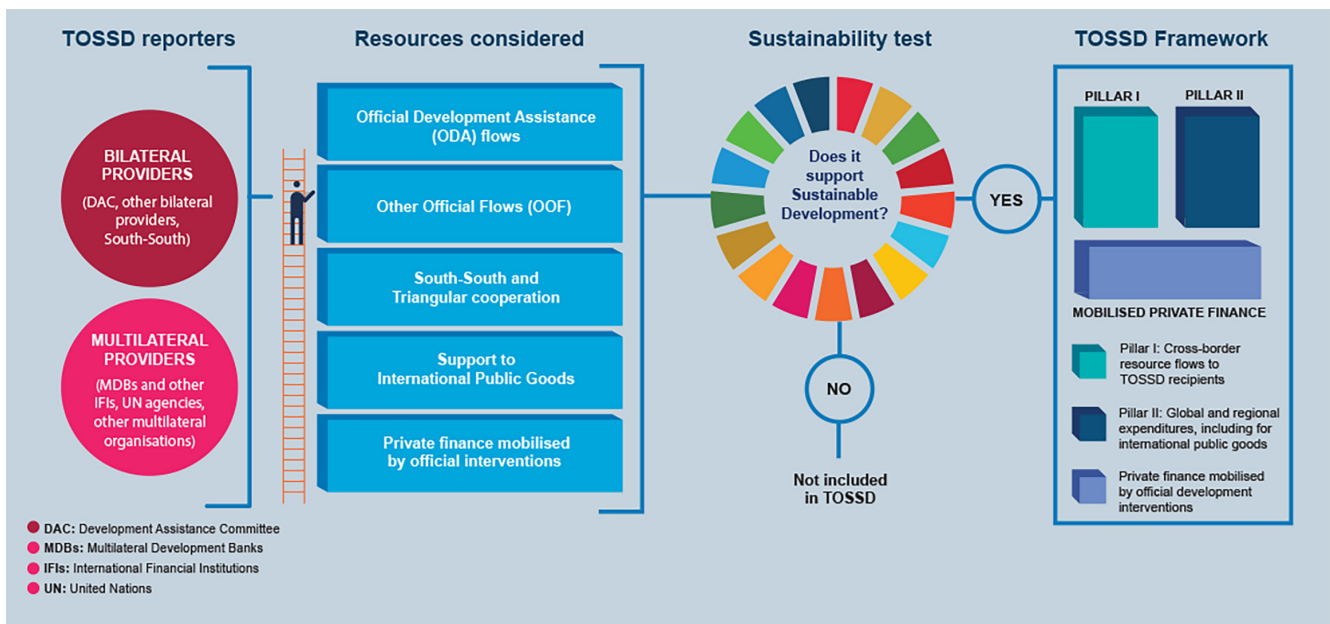 TOSSD reporters
BILATERAL
PROVIDERS
(DAC, other bilateral
providers,
South-South)
MULTILATERAL
PROVIDERS
(MDBs and other
IFIs, UN agencies,
other multilateral
organisations)
DAC: Development Assistance Committee
MDBs: Multilateral Development Banks
IFIs: International Financial Institutions
UN: United Nations
Resources considered
Official Development Assistance
(ODA) flows
Other Official Flows (OOF)
South-South and
Triangular cooperation
Support to
International Public Goods
Private finance mobilised
by official interventions
Sustainability test
Does it
support
Sustainable
Development?
YES
NO
Not included
in TOSSD
TOSSD Framework
PILLAR I
PILLAR II
MOBILISED PRIVATE FINANCE
Pillar I: Cross-border
resource flows to
TOSSD recipients
Pillar II: Global and regional
expenditures, including for
international public goods
Private finance mobilised
by official development
interventions